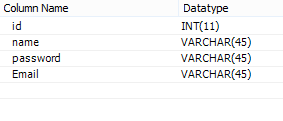 Column Name Datatype
id INT(11)
name VARCHAR(45)
password VARCHAR(45)
Email VARCHAR(45)